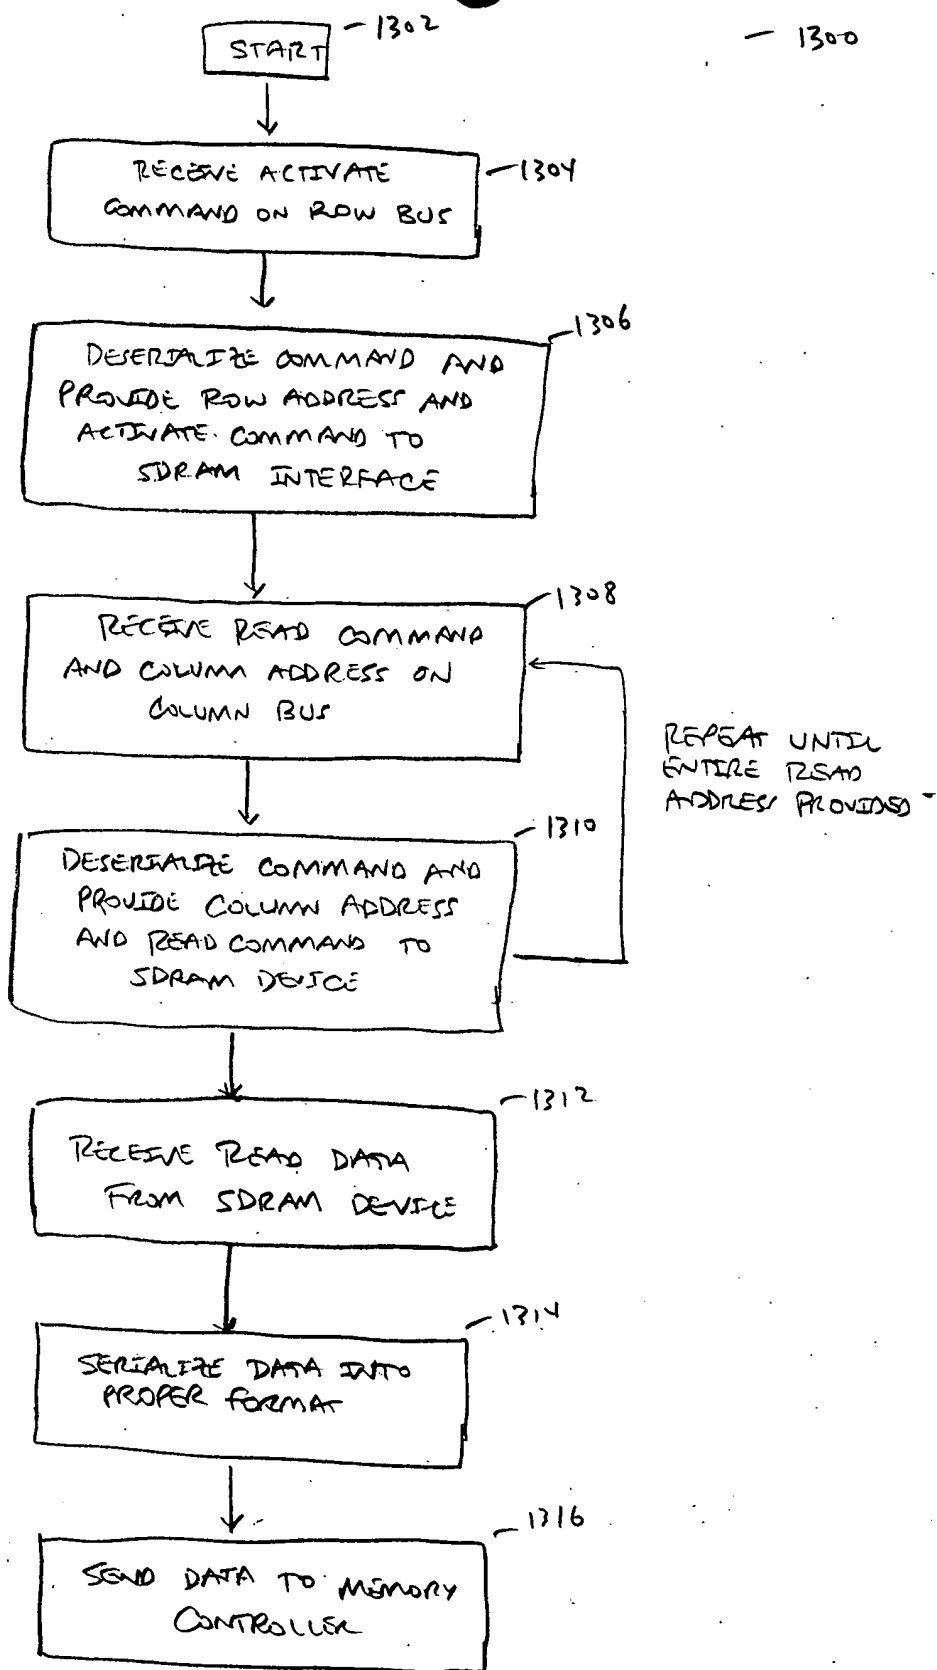 START
1302
1300
RECEIVE ACTIVATE
COMMAND ON ROW BUS
1304
1306
DESERIALIZE COMMAND AND
PROVIDE ROW ADDRESS AND
ACTIVATE COMMAND TO
SDRAM INTERFACE
1308
RECEIVE READ COMMAND
AND COLUMN ADDRESS ON
COLUMN BUS
REPEAT UNTIL
ENTIRE READ
ADDRESS PROVIDED
1310
DESERIALIZE COMMAND AND
PROVIDE COLUMN ADDRESS
AND READ COMMAND TO
SDRAM DEVICE
1312
RECEIVE READ DATA
FROM SDRAM DEVICE
1314
SERIALIZE DATA INTO
PROPER FORMAT
1316
SEND DATA TO MEMORY
CONTROLLER